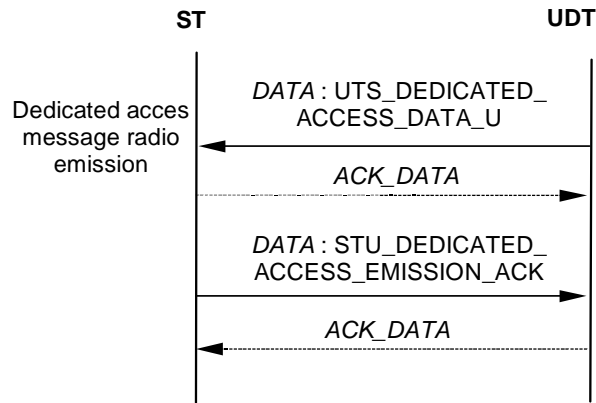 ST
UDT
Dedicated acces
message radio
emission
DATA : UTS_DEDICATED_
ACCESS_DATA_U
ACK_DATA
DATA : STU_DEDICATED_
ACCESS_EMISSION_ACK
ACK_DATA